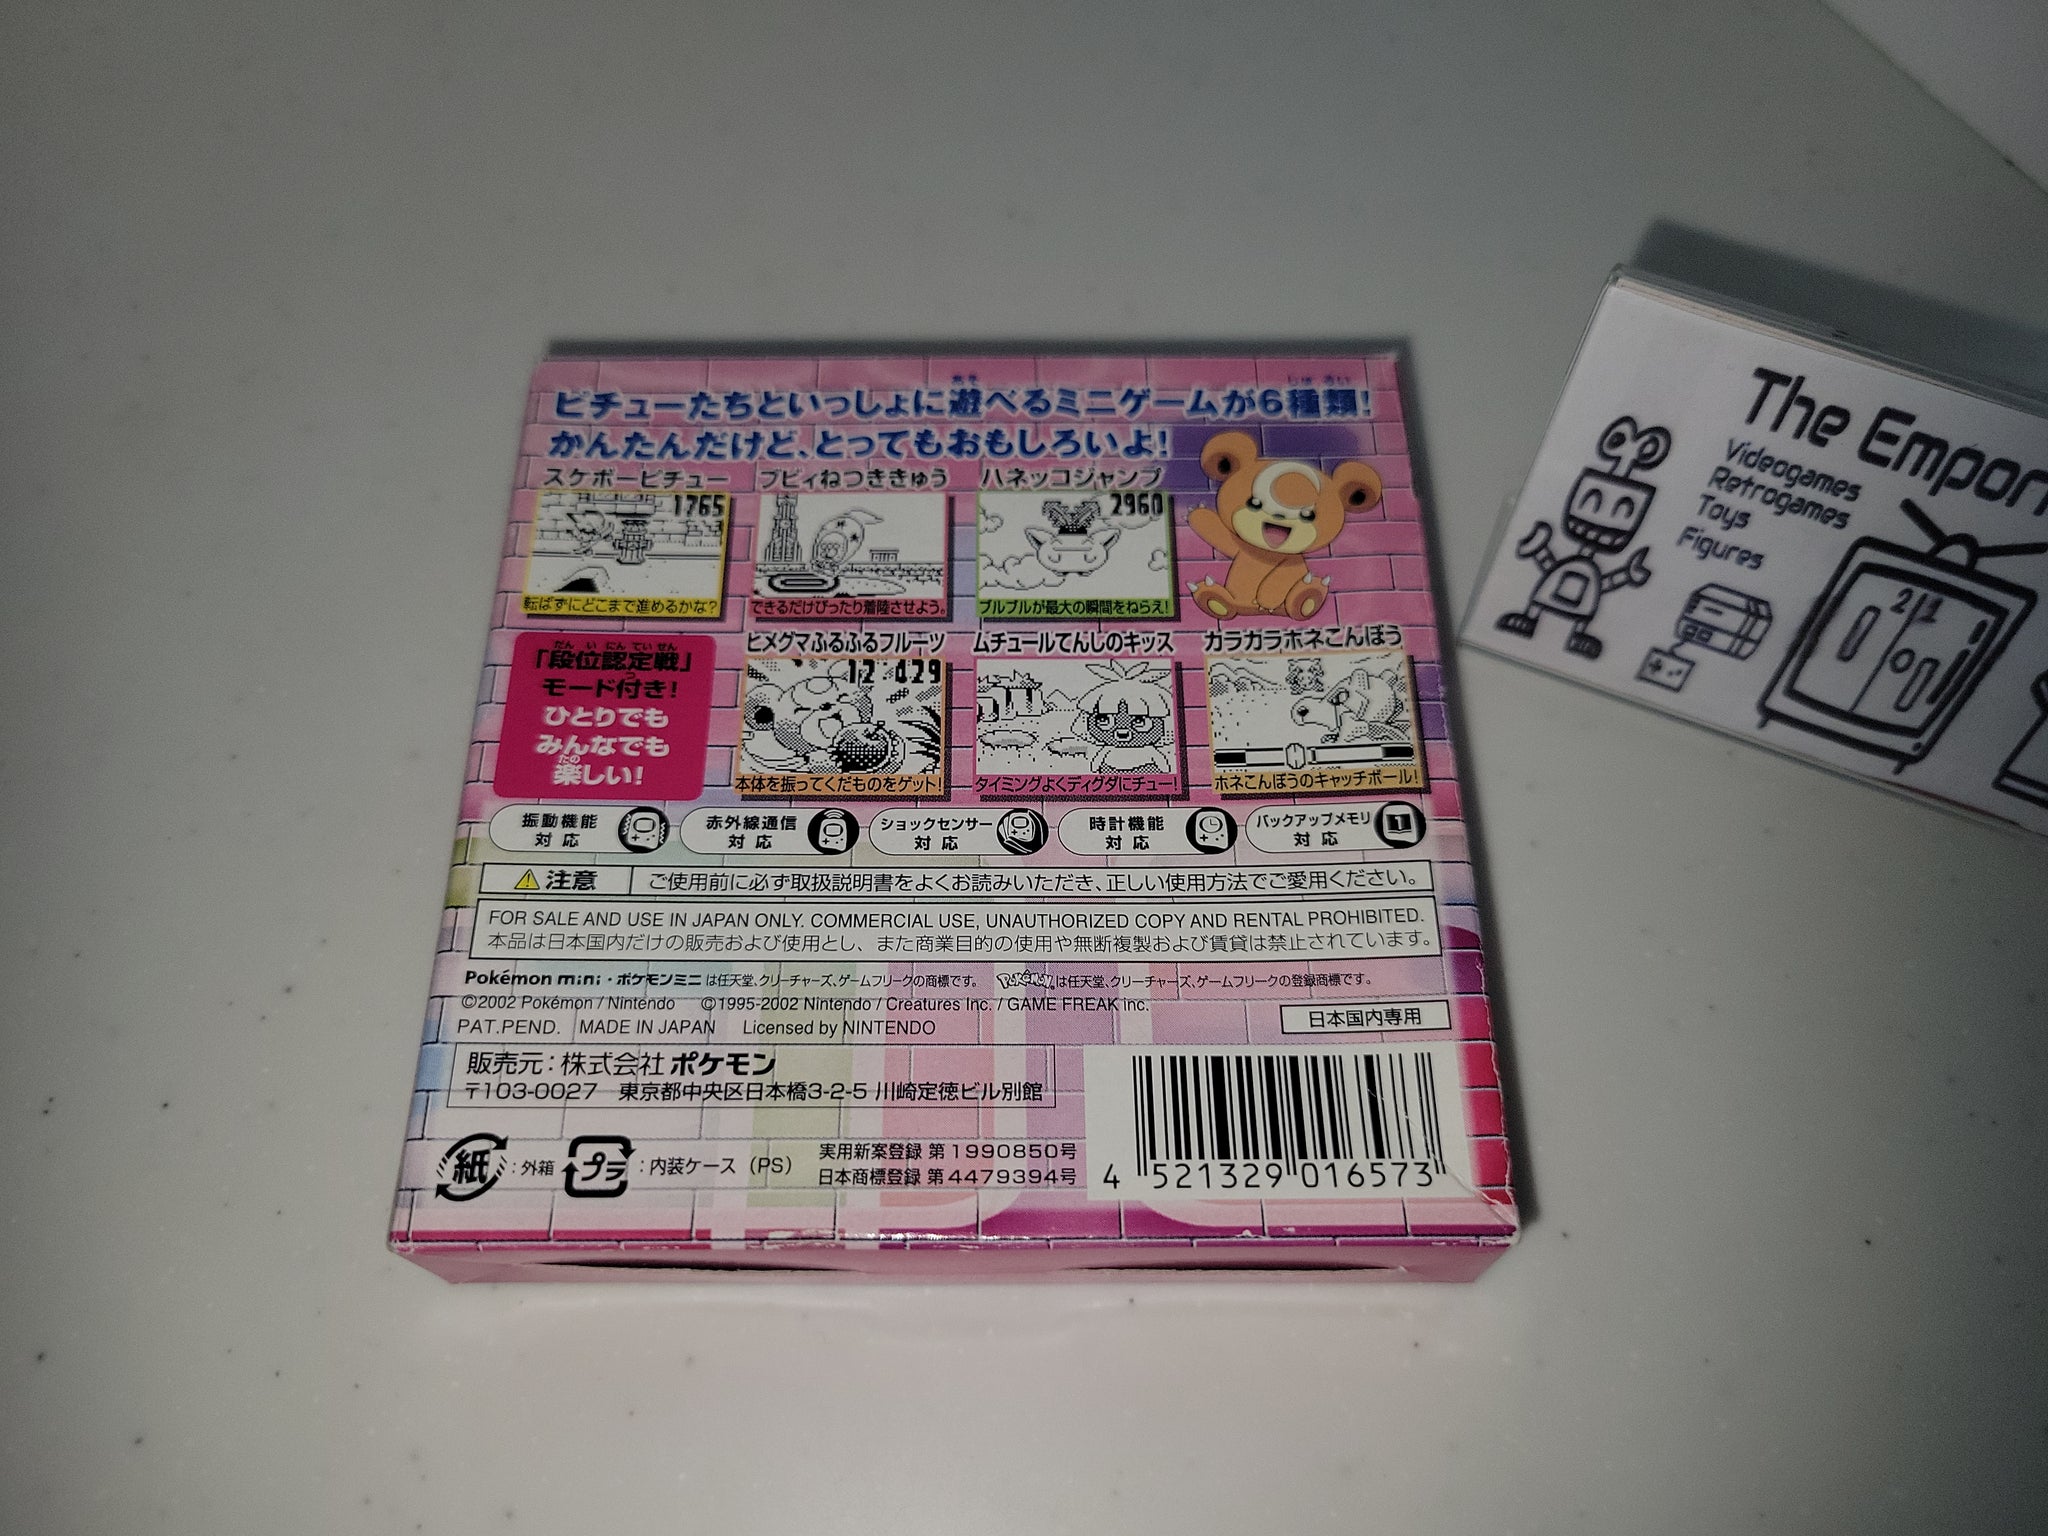 ピチューたちといっしょに遊べるミニゲームが6種類!
かんたんだけど、とってもおもしろいよ!
スケボーピチュー
1765
転ばずにどこまで進めるかな?
ブビィねつききゅう
できるだけぴったり着陸させよう。
ハネッコジャンプ
2960
ブルブルが最大の瞬間をねらえ!
「段位認定戦」
モード付き!
ひとりでも
みんなでも
楽しい!
ヒメグマふるふるフルーツ
12:429
本体を振ってくだものをゲット!
ムチュールてんしのキッス
タイミングよくディグダにチュー!
カラカラホネこんぼう
ホネこんぼうのキャッチボール!
振動機能
対応
赤外線通信
対応
ショックセンサー
対応
時計機能
対応
バックアップメモリ
対応
注意 ご使用前に必ず取扱説明書をよくお読みいただき、正しい使用方法でご愛用ください。
FOR SALE AND USE IN JAPAN ONLY. COMMERCIAL USE, UNAUTHORIZED COPY AND RENTAL PROHIBITED.
本品は日本国内だけの販売および使用とし、また商業目的の使用や無断複製および賃貸は禁止されています。
Pokémon mini・ポケモンミニ は任天堂、クリーチャーズ、ゲームフリークの商標です。 POKéMON は任天堂、クリーチャーズ、ゲームフリークの登録商標です。
©2002 Pokémon / Nintendo ©1995-2002 Nintendo / Creatures Inc. / GAME FREAK inc.
PAT.PEND. MADE IN JAPAN Licensed by NINTENDO
日本国内専用
販売元:株式会社 ポケモン
〒103-0027 東京都中央区日本橋3-2-5 川崎定徳ビル別館
紙:外箱 プラ:内装ケース(PS)
実用新案登録 第1990850号
日本商標登録 第4479394号
4 521329 016573
The Empor
Videogames
Retrogames
Toys
Figures
2 1